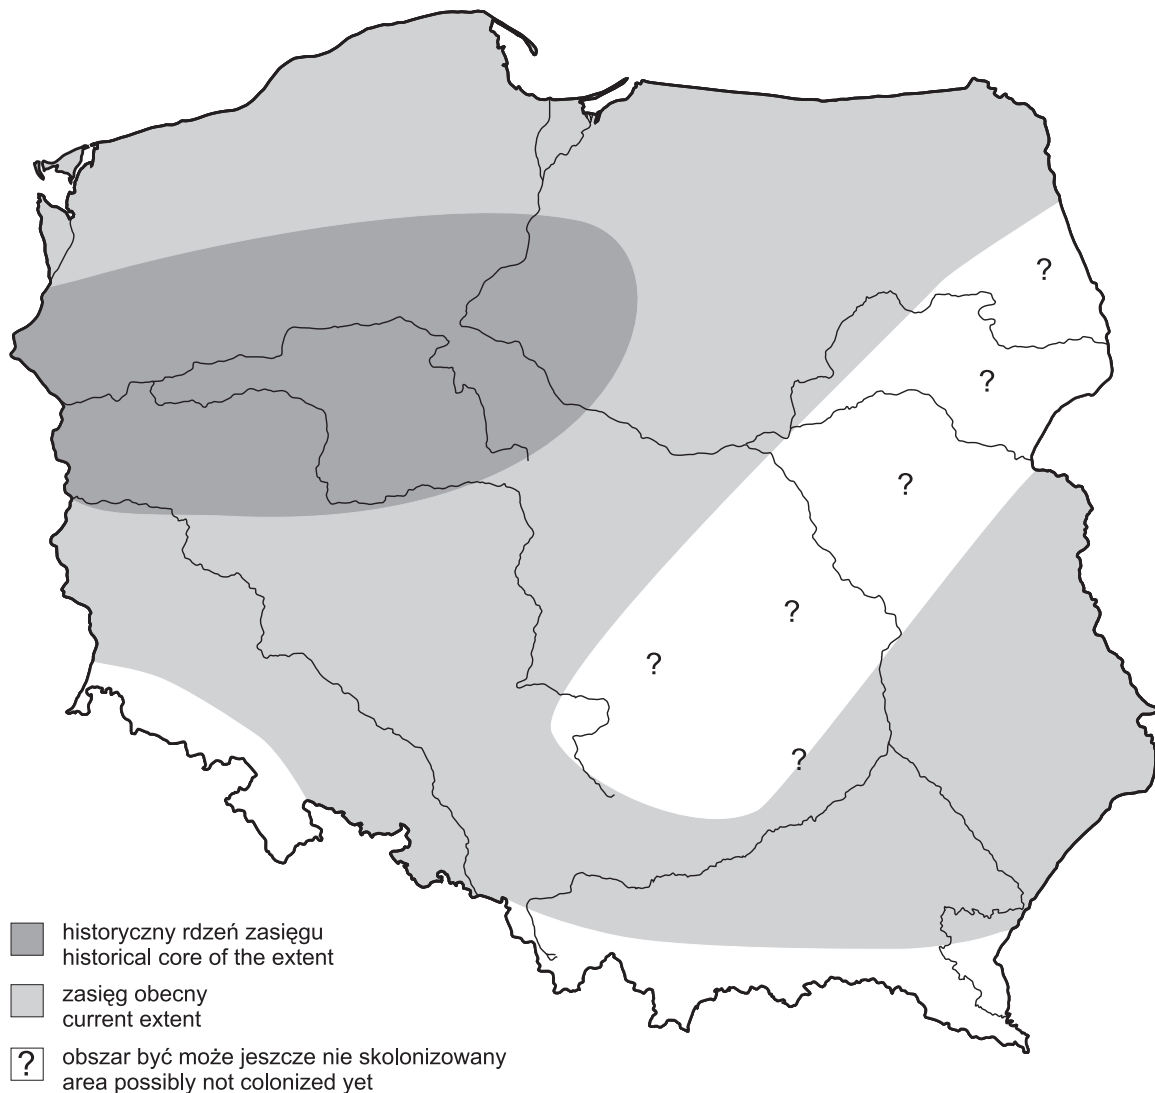 ?
?
?
?
?
?
historyczny rdzeń zasięgu
historical core of the extent
zasięg obecny
current extent
?
obszar być może jeszcze nie skolonizowany
area possibly not colonized yet